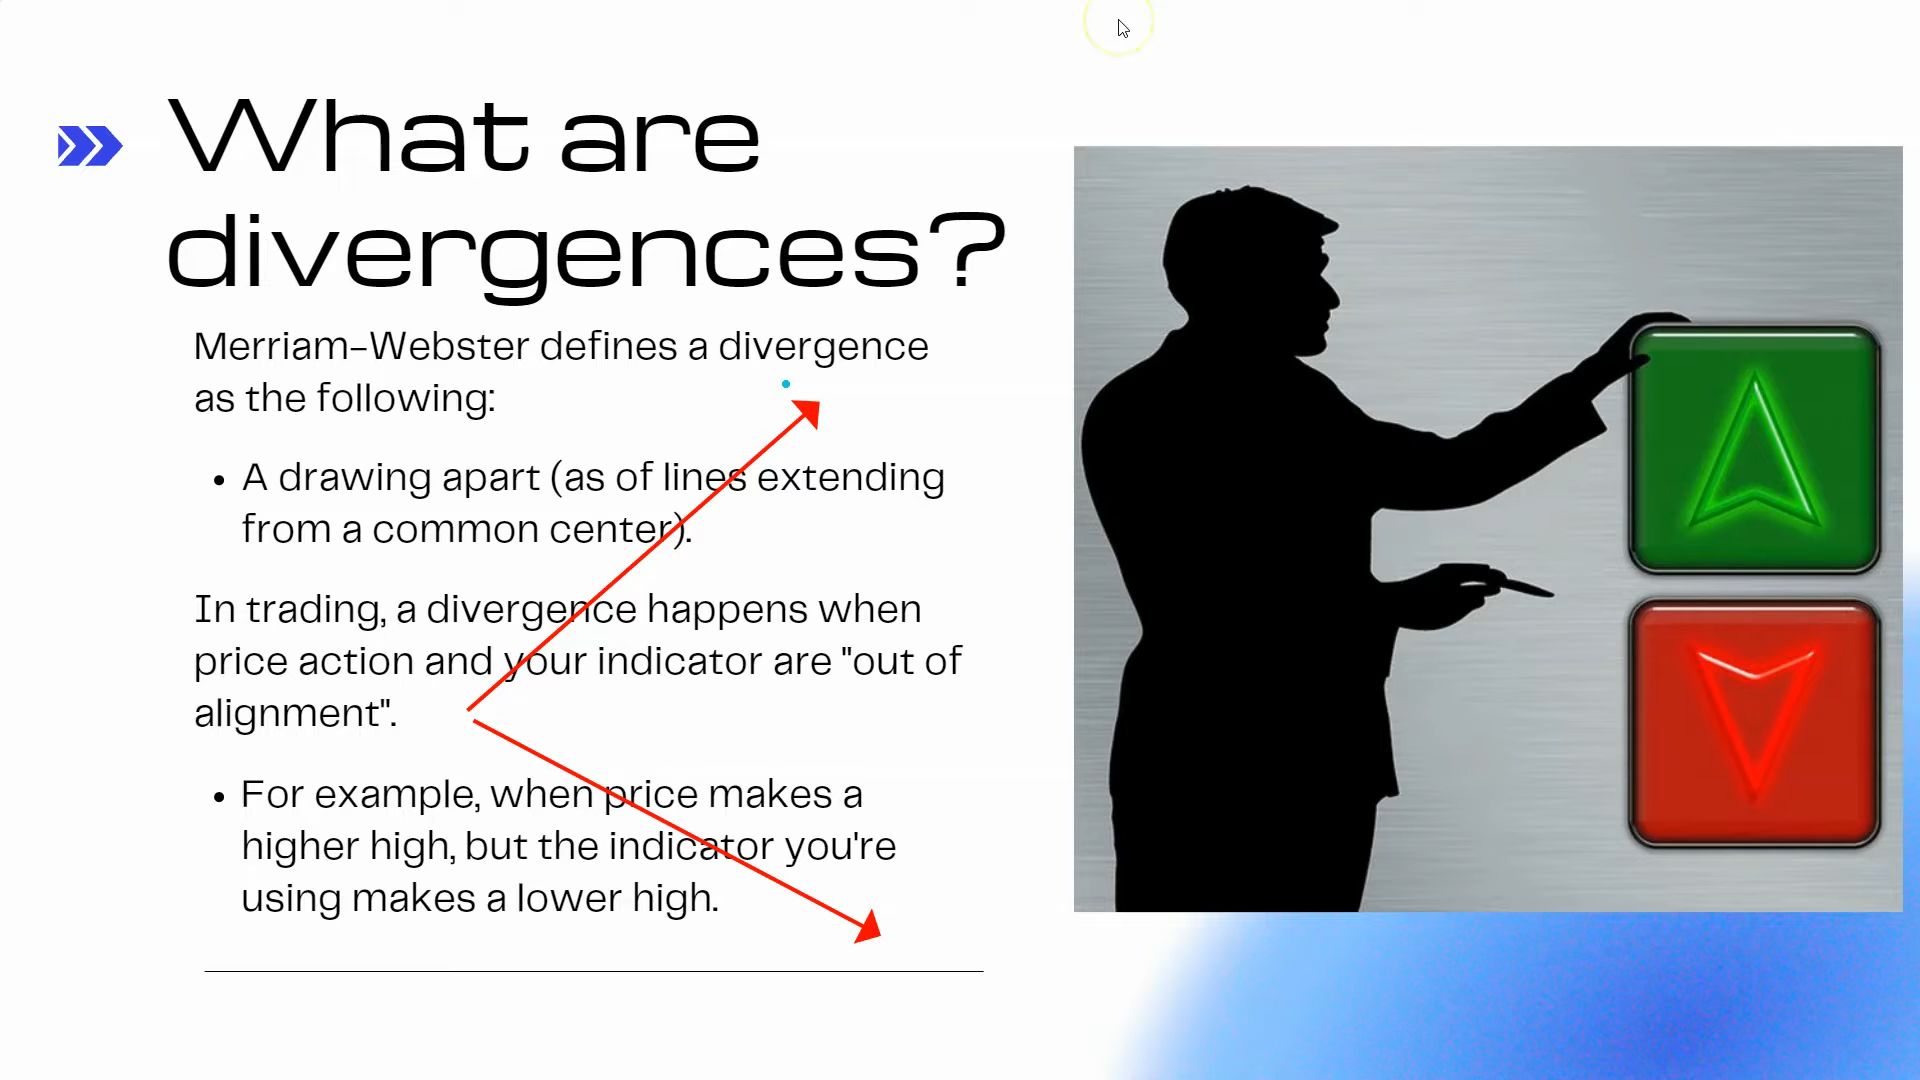 What are
divergences?
Merriam-Webster defines a divergence
as the following:
• A drawing apart (as of lines extending
from a common center).
In trading, a divergence happens when
price action and your indicator are "out of
alignment".
• For example, when price makes a
higher high, but the indicator you're
using makes a lower high.